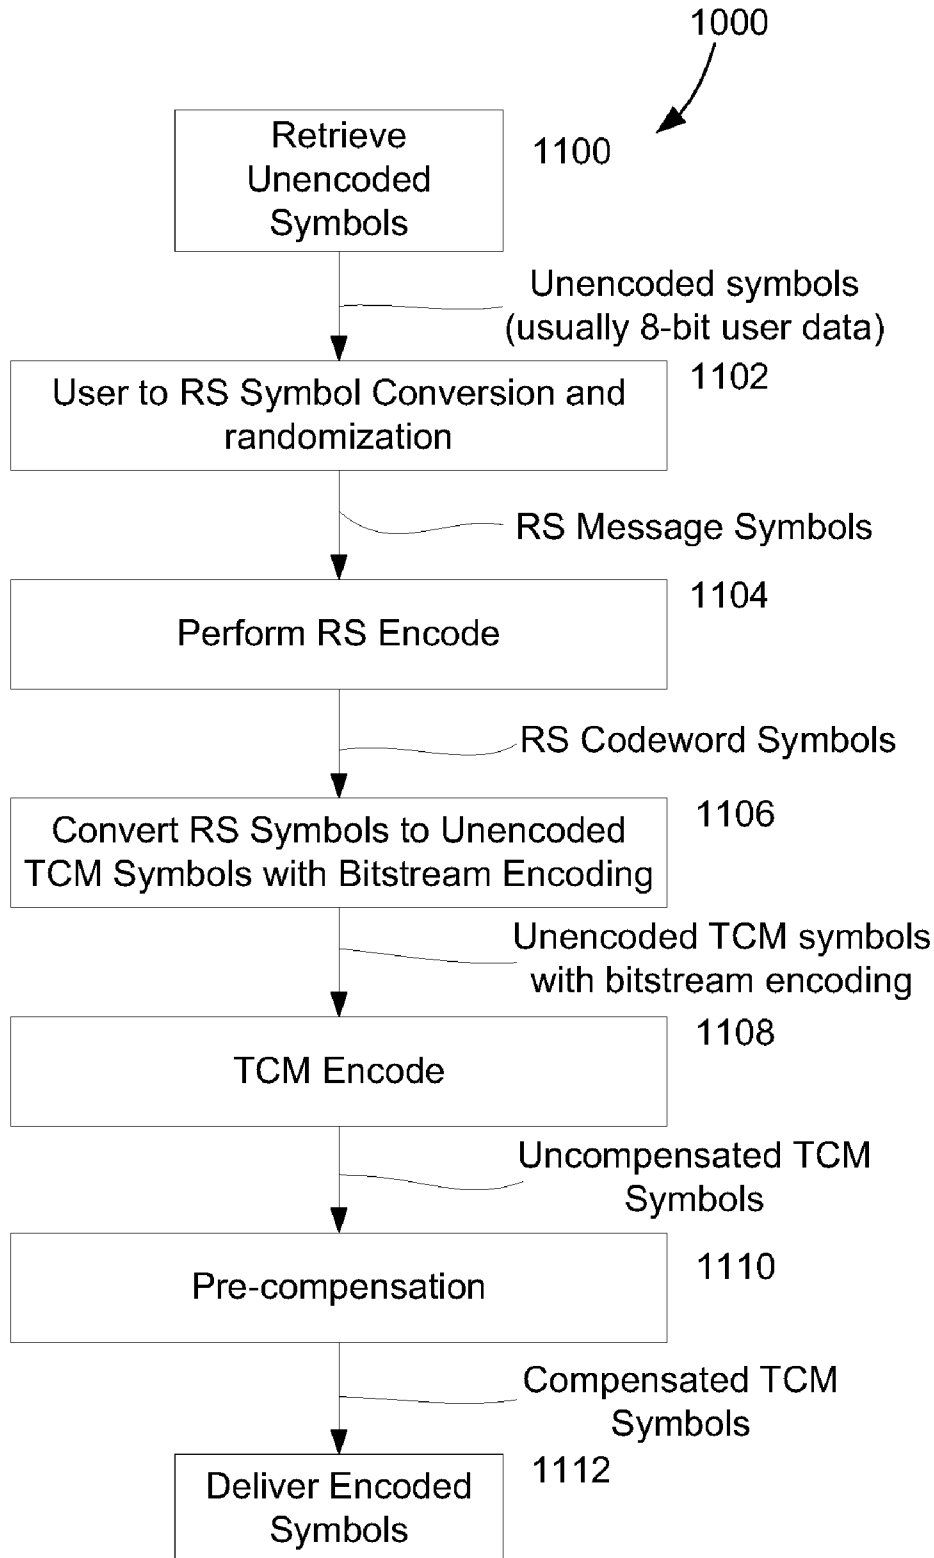 1000
Retrieve
Unencoded
Symbols
1100
Unencoded symbols
(usually 8-bit user data)
1102
User to RS Symbol Conversion and
randomization
RS Message Symbols
1104
Perform RS Encode
RS Codeword Symbols
1106
Convert RS Symbols to Unencoded
TCM Symbols with Bitstream Encoding
Unencoded TCM symbols
with bitstream encoding
1108
TCM Encode
Uncompensated TCM
Symbols
1110
Pre-compensation
Compensated TCM
Symbols
1112
Deliver Encoded
Symbols